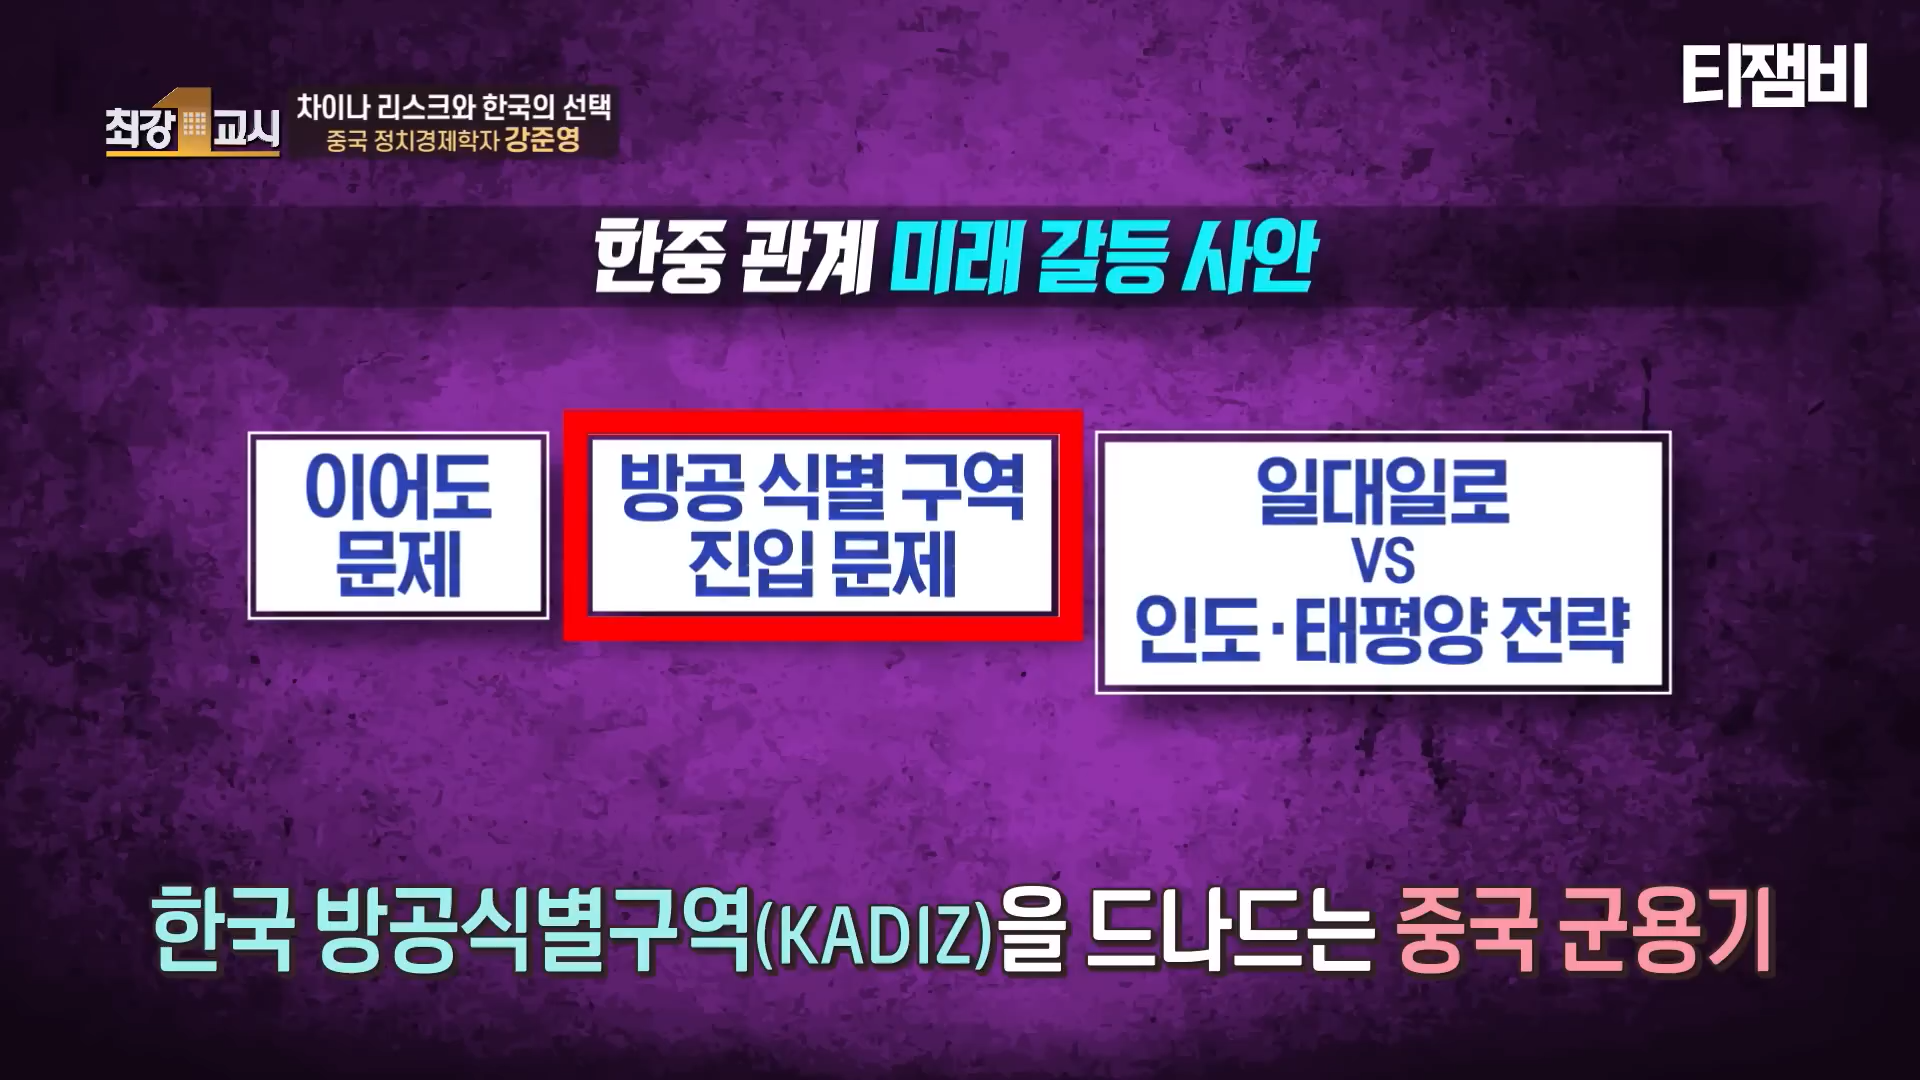 티잼비
최강1교시
차이나 리스크와 한국의 선택
중국 정치경제학자 강준영
한중 관계 미래 갈등 사안
이어도
문제
방공 식별 구역
진입 문제
일대일로
VS
인도·태평양 전략
한국 방공식별구역(KADIZ)을 드나드는 중국 군용기